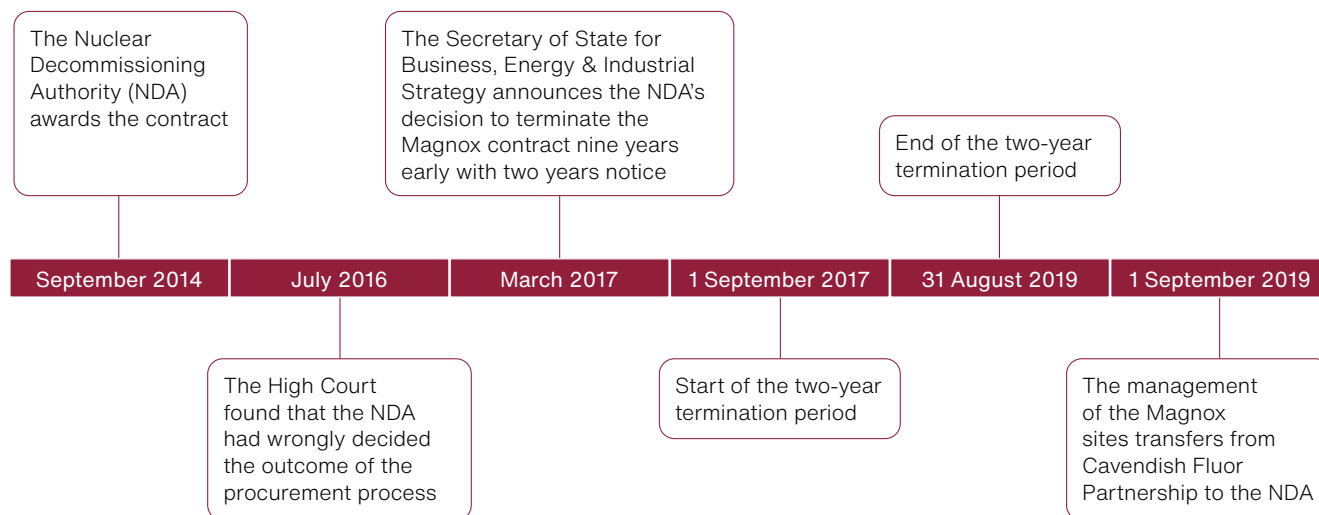 The Nuclear
Decommissioning
Authority (NDA)
awards the contract
The Secretary of State for
Business, Energy & Industrial
Strategy announces the NDA’s
decision to terminate the
Magnox contract nine years
early with two years notice
End of the two-year
termination period
September 2014
July 2016
March 2017
1 September 2017
31 August 2019
1 September 2019
The High Court
found that the NDA
had wrongly decided
the outcome of the
procurement process
Start of the two-year
termination period
The management
of the Magnox
sites transfers from
Cavendish Fluor
Partnership to the NDA